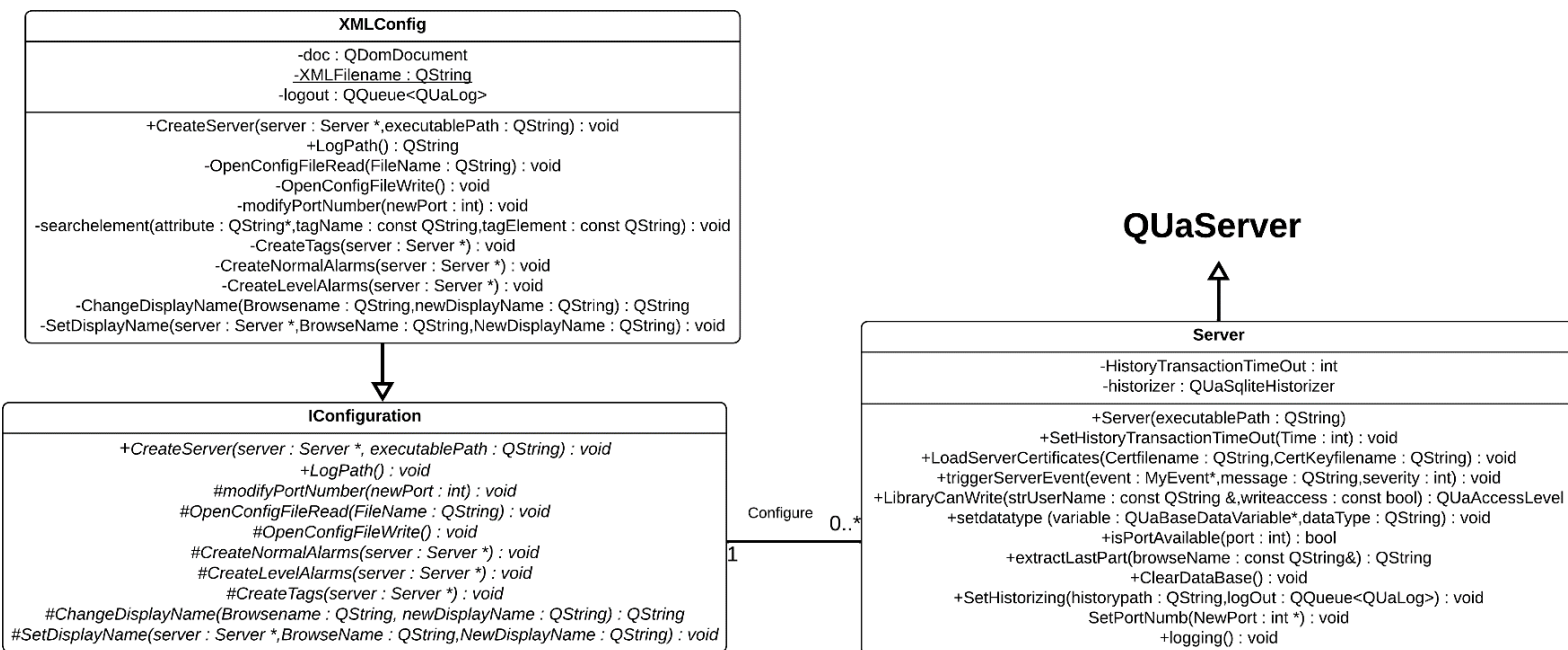 XMLConfig
-doc : QDomDocument
-XMLFilename : QString
-logout : QQueue<QUaLog>
+CreateServer(server : Server *,executablePath : QString) : void
+LogPath() : QString
-OpenConfigFileRead(FileName : QString) : void
-OpenConfigFileWrite() : void
-modifyPortNumber(newPort : int) : void
-searchelement(attribute : QString*,tagName : const QString,tagElement : const QString) : void
-CreateTags(server : Server *) : void
-CreateNormalAlarms(server : Server *) : void
-CreateLevelAlarms(server : Server *) : void
-ChangeDisplayName(Browsename : QString,newDisplayName : QString) : QString
-SetDisplayName(server : Server *,BrowseName : QString,NewDisplayName : QString) : void
IConfiguration
+CreateServer(server : Server *, executablePath : QString) : void
+LogPath() : void
#modifyPortNumber(newPort : int) : void
#OpenConfigFileRead(FileName : QString) : void
#OpenConfigFileWrite() : void
#CreateNormalAlarms(server : Server *) : void
#CreateLevelAlarms(server : Server *) : void
#CreateTags(server : Server *) : void
#ChangeDisplayName(Browsename : QString, newDisplayName : QString) : QString
#SetDisplayName(server : Server *,BrowseName : QString,NewDisplayName : QString) : void
Configure
1
0..*
QUaServer
Server
-HistoryTransactionTimeOut : int
-historizer : QUaSqliteHistorizer
+Server(executablePath : QString)
+SetHistoryTransactionTimeOut(Time : int) : void
+LoadServerCertificates(Certfilename : QString,CertKeyfilename : QString) : void
+triggerServerEvent(event : MyEvent*,message : QString,severity : int) : void
+LibraryCanWrite(strUserName : const QString &,writeaccess : const bool) : QUaAccessLevel
+setdatatype (variable : QUaBaseDataVariable*,dataType : QString) : void
+isPortAvailable(port : int) : bool
+extractLastPart(browseName : const QString&) : QString
+ClearDataBase() : void
+SetHistorizing(historypath : QString,logOut : QQueue<QUaLog>) : void
SetPortNumb(NewPort : int *) : void
+logging() : void